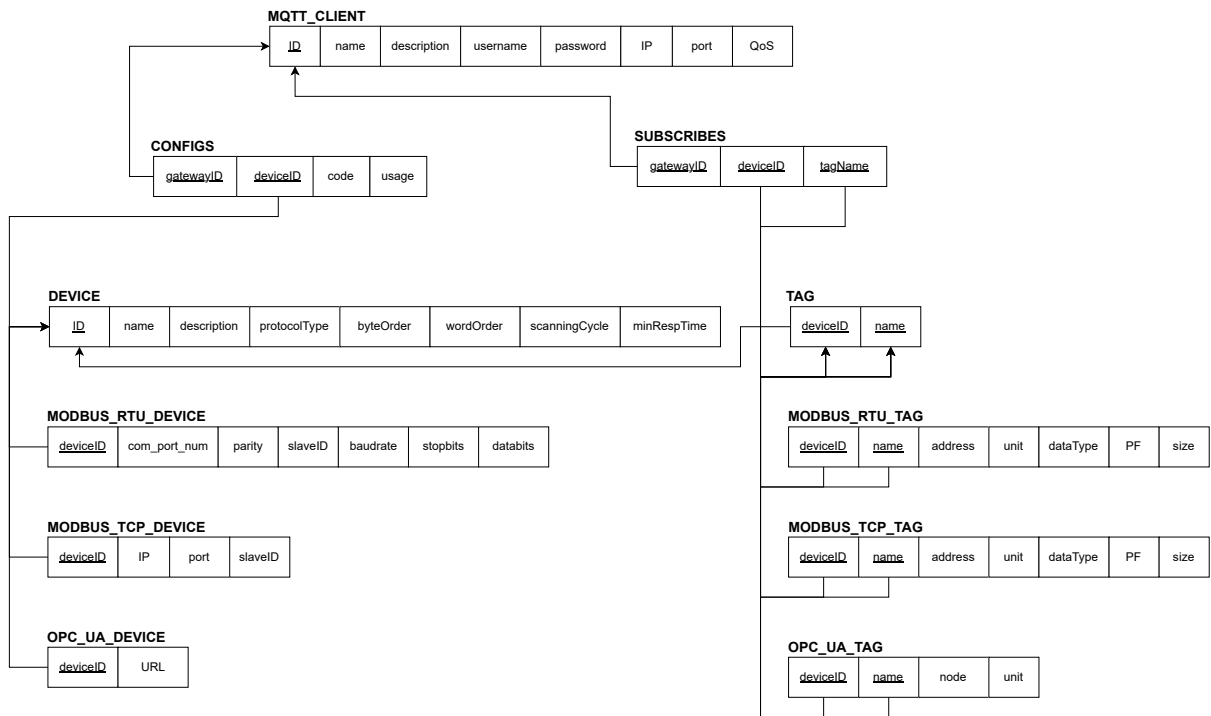 MQTT_CLIENT
ID name description username password IP port QoS
CONFIGS
gatewayID deviceID code usage
SUBSCRIBES
gatewayID deviceID tagName
DEVICE
ID name description protocolType byteOrder wordOrder scanningCycle minRespTime
TAG
deviceID name
MODBUS_RTU_DEVICE
deviceID com_port_num parity slaveID baudrate stopbits databits
MODBUS_RTU_TAG
deviceID name address unit dataType PF size
MODBUS_TCP_DEVICE
deviceID IP port slaveID
MODBUS_TCP_TAG
deviceID name address unit dataType PF size
OPC_UA_DEVICE
deviceID URL
OPC_UA_TAG
deviceID name node unit